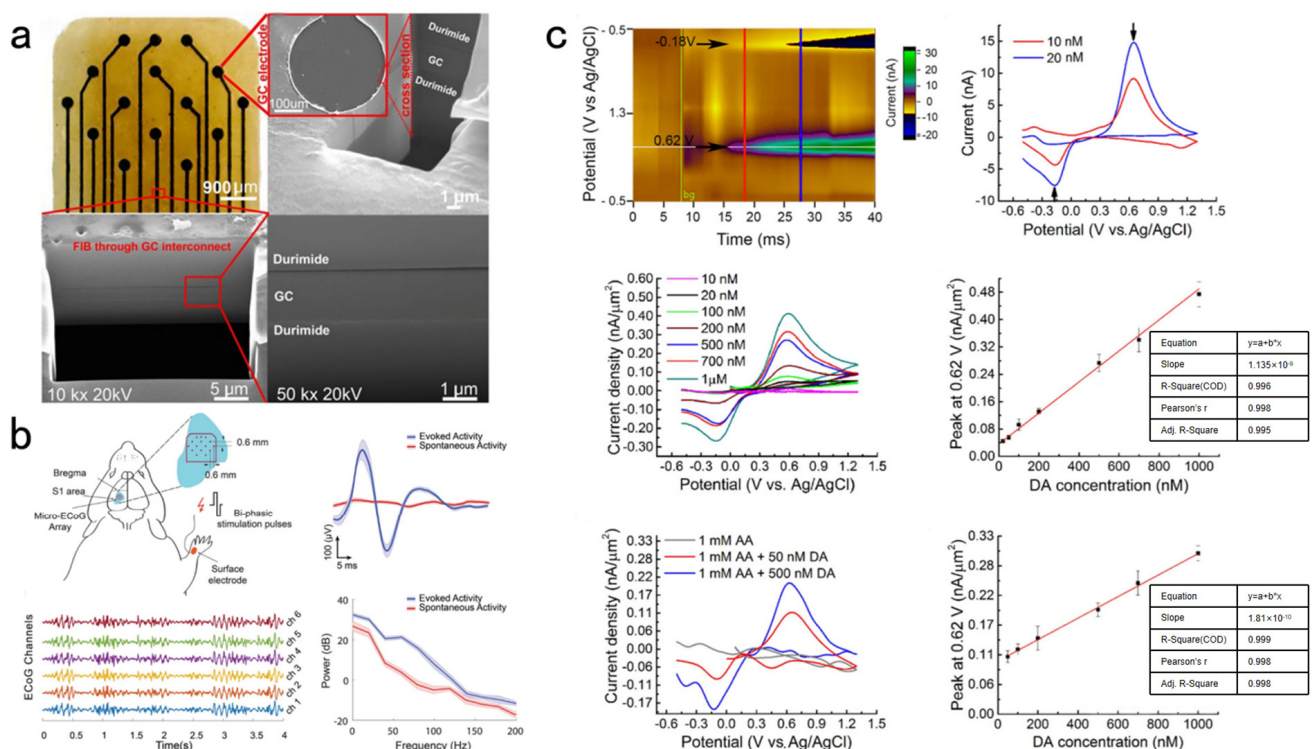 a
GC electrode
100um
cross section
Durimide
GC
Durimide
900 μm
1 μm
FIB through GC interconnect
10 kx 20kV
5 μm
Durimide
GC
Durimide
50 kx 20kV
1 μm
b
Bregma
S1 area
Micro-ECoG
Array
0.6 mm
0.6 mm
Bi-phasic
stimulation pulses
Surface
electrode
Evoked Activity
Spontaneous Activity
100 (μV)
5 ms
ECoG Channels
ch 6
ch 5
ch 4
ch 3
ch 2
ch 1
0 0.5 1 1.5 2 2.5 3 3.5 4
Time(s)
Evoked Activity
Spontaneous Activity
Power (dB)
40
20
0
-20
0 50 100 150 200
Frequency (Hz)
c
Potential (V vs Ag/AgCl)
- 0.5
1.3
- 0.5
-0.18V
0.62 V
bg
0 5 10 15 20 25 30 35 40
Time (ms)
Current (nA)
30
20
10
0
-10
-20
Current (nA)
15
10
5
0
-5
-10
10 nM
20 nM
-0.6 -0.3 0.0 0.3 0.6 0.9 1.2 1.5
Potential (V vs.Ag/AgCl)
Current density (nA/μm²)
0.60
0.50
0.40
0.30
0.20
0.10
0.00
-0.10
-0.20
-0.30
10 nM
20 nM
100 nM
200 nM
500 nM
700 nM
1μM
-0.6 -0.3 0.0 0.3 0.6 0.9 1.2 1.5
Potential (V vs. Ag/AgCl)
Peak at 0.62 V (nA/μm²)
0.48
0.40
0.32
0.24
0.16
0.08
0.00
0 200 400 600 800 1000
DA concentration (nM)
Equation y=a+b*x
Slope 1.135×10⁻⁹
R-Square(COD) 0.996
Pearson's r 0.998
Adj. R-Square 0.995
Current density (nA/μm²)
0.33
0.28
0.22
0.17
0.11
0.06
0.00
-0.06
-0.11
-0.17
1 mM AA
1 mM AA + 50 nM DA
1 mM AA + 500 nM DA
-0.6 -0.3 0.0 0.3 0.6 0.9 1.2 1.5
Potential (V vs.Ag/AgCl)
Peak at 0.62 V (nA/μm²)
0.33
0.28
0.22
0.17
0.11
0.06
0.00
0 200 400 600 800 1000
DA concentration (nM)
Equation y=a+b*x
Slope 1.81×10⁻¹⁰
R-Square(COD) 0.999
Pearson's r 0.998
Adj. R-Square 0.998